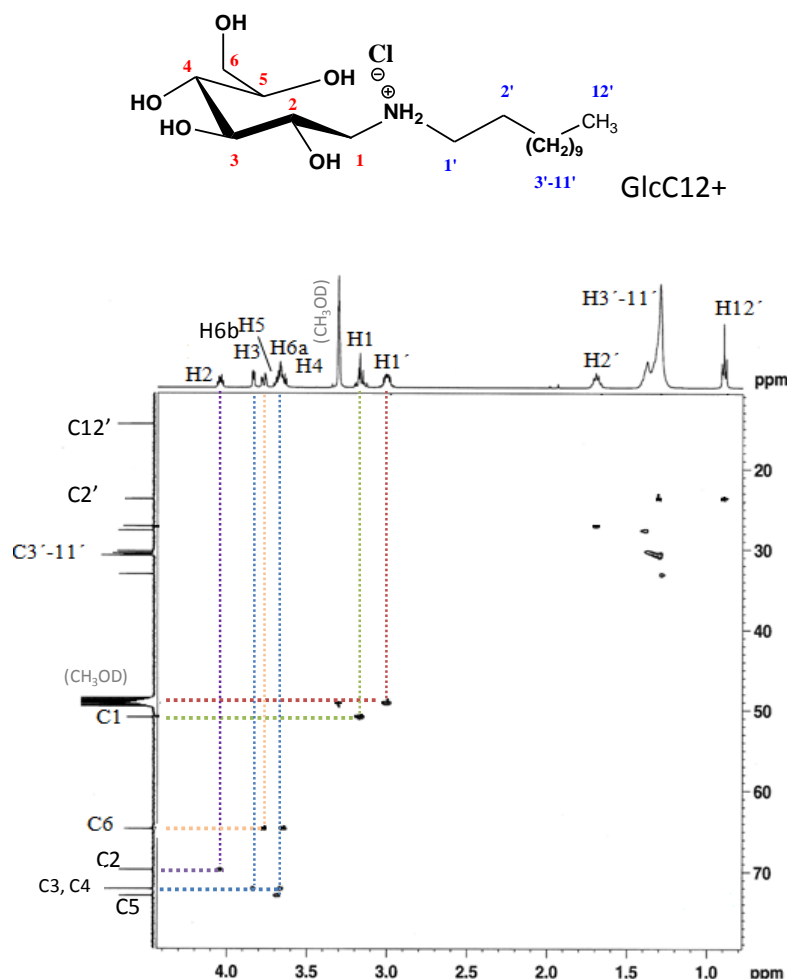 OH
Cl
⊖
⊕
6
4
5
OH
2'
12'
HO
2
NH2
CH3
HO
(CH2)9
3
OH
1
1'
3'-11'
GlcC12+
(CH3OD)
H3´-11´
H12´
H5
H6b
H1
H3
H6a
H2
H4
H1´
H2´
ppm
C12'
20
C2'
C3´-11´
30
40
(CH3OD)
50
C1
60
C6
C2
70
C3, C4
C5
4.0 3.5 3.0 2.5 2.0 1.5 1.0 ppm